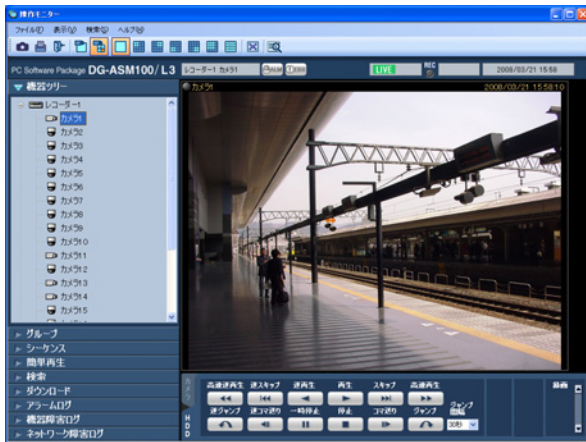 操作モニター
ファイル(F) 表示(V) 検索(S) ヘルプ(H)
PC Software Package DG-ASM100/L3
レコーダー1 カメラ1
ALM
ERR
LIVE
REC
2008/03/21 15:58
機器ツリー
レコーダー1
カメラ1
カメラ2
カメラ3
カメラ4
カメラ5
カメラ6
カメラ7
カメラ8
カメラ9
カメラ10
カメラ11
カメラ12
カメラ13
カメラ14
カメラ15
グループ
シーケンス
簡単再生
検索
ダウンロード
アラームログ
機器障害ログ
ネットワーク障害ログ
カメラ1
2008/03/21 15:58:10
カメラ
HDD
高速逆再生 逆スキップ 逆再生 再生 スキップ 高速再生
逆ジャンプ 逆コマ送り 一時停止 停止 コマ送り ジャンプ
ジャンプ
間隔
30秒
録画